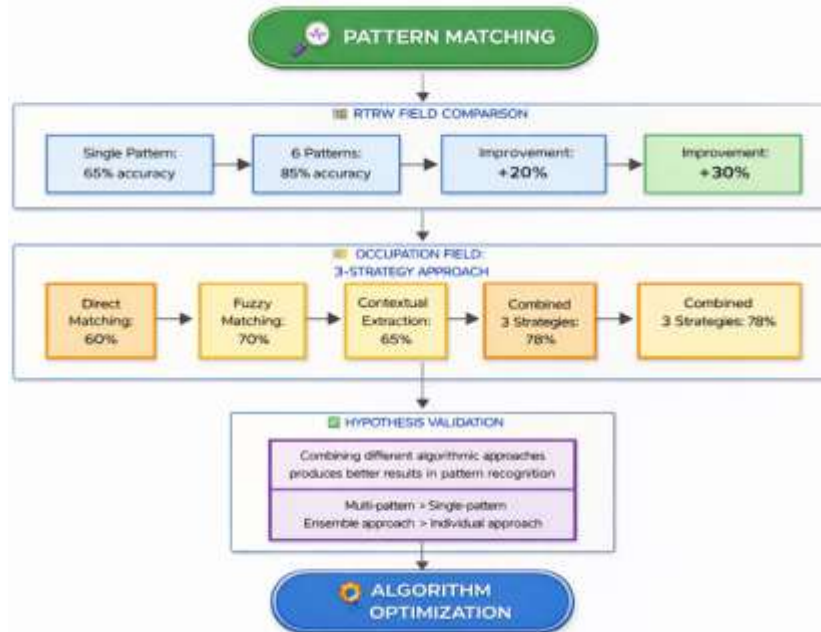 PATTERN MATCHING
RTRW FIELD COMPARISON
Single Pattern:
65% accuracy
6 Patterns:
85% accuracy
Improvement:
+20%
Improvement:
+30%
OCCUPATION FIELD:
3-STRATEGY APPROACH
Direct
Matching:
60%
Fuzzy
Matching:
70%
Contextual
Extraction:
65%
Combined
3 Strategies:
78%
Combined
3 Strategies: 78%
HYPOTHESIS VALIDATION
Combining different algorithmic approaches
produces better results in pattern recognition
Multi-pattern > Single-pattern
Ensemble approach > Individual approach
ALGORITHM
OPTIMIZATION